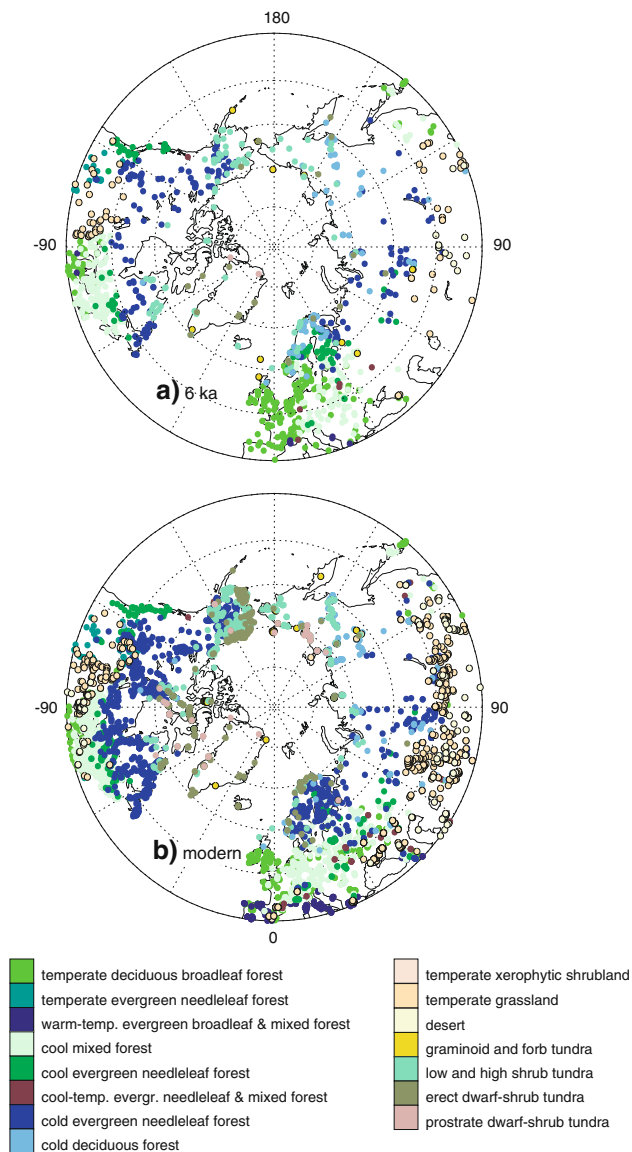 180
-90
90
a) 6 ka
-90
90
b) modern
0
temperate deciduous broadleaf forest
temperate evergreen needleleaf forest
warm-temp. evergreen broadleaf & mixed forest
cool mixed forest
cool evergreen needleleaf forest
cool-temp. evergr. needleleaf & mixed forest
cold evergreen needleleaf forest
cold deciduous forest
temperate xerophytic shrubland
temperate grassland
desert
graminoid and forb tundra
low and high shrub tundra
erect dwarf-shrub tundra
prostrate dwarf-shrub tundra